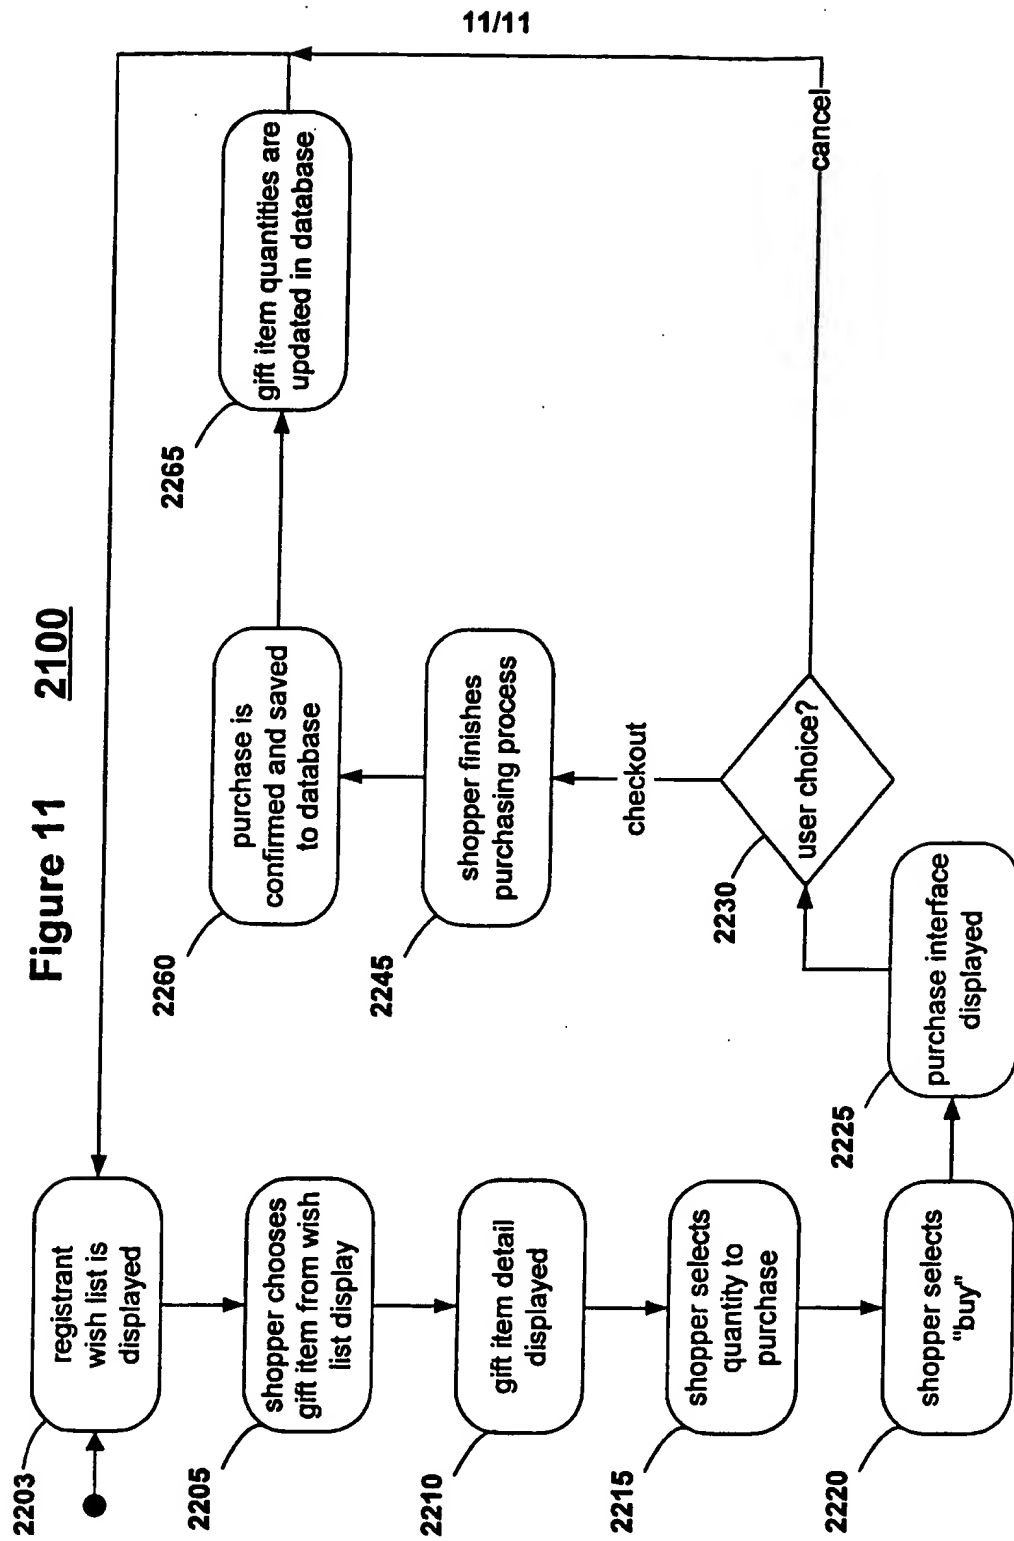 11/11
Figure 11
2100
2203
registrant
wish list is
displayed
2205
shopper chooses
gift item from wish
list display
2210
gift item detail
displayed
2215
shopper selects
quantity to
purchase
2220
shopper selects
"buy"
2225
purchase interface
displayed
2230
user choice?
checkout
cancel
2245
shopper finishes
purchasing process
2260
purchase is
confirmed and saved
to database
2265
gift item quantities are
updated in database